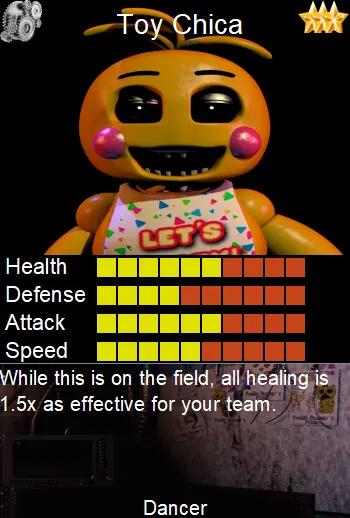 Toy Chica
LET'S
Health
Defense
Attack
Speed
While this is on the field, all healing is
1.5x as effective for your team.
Dancer